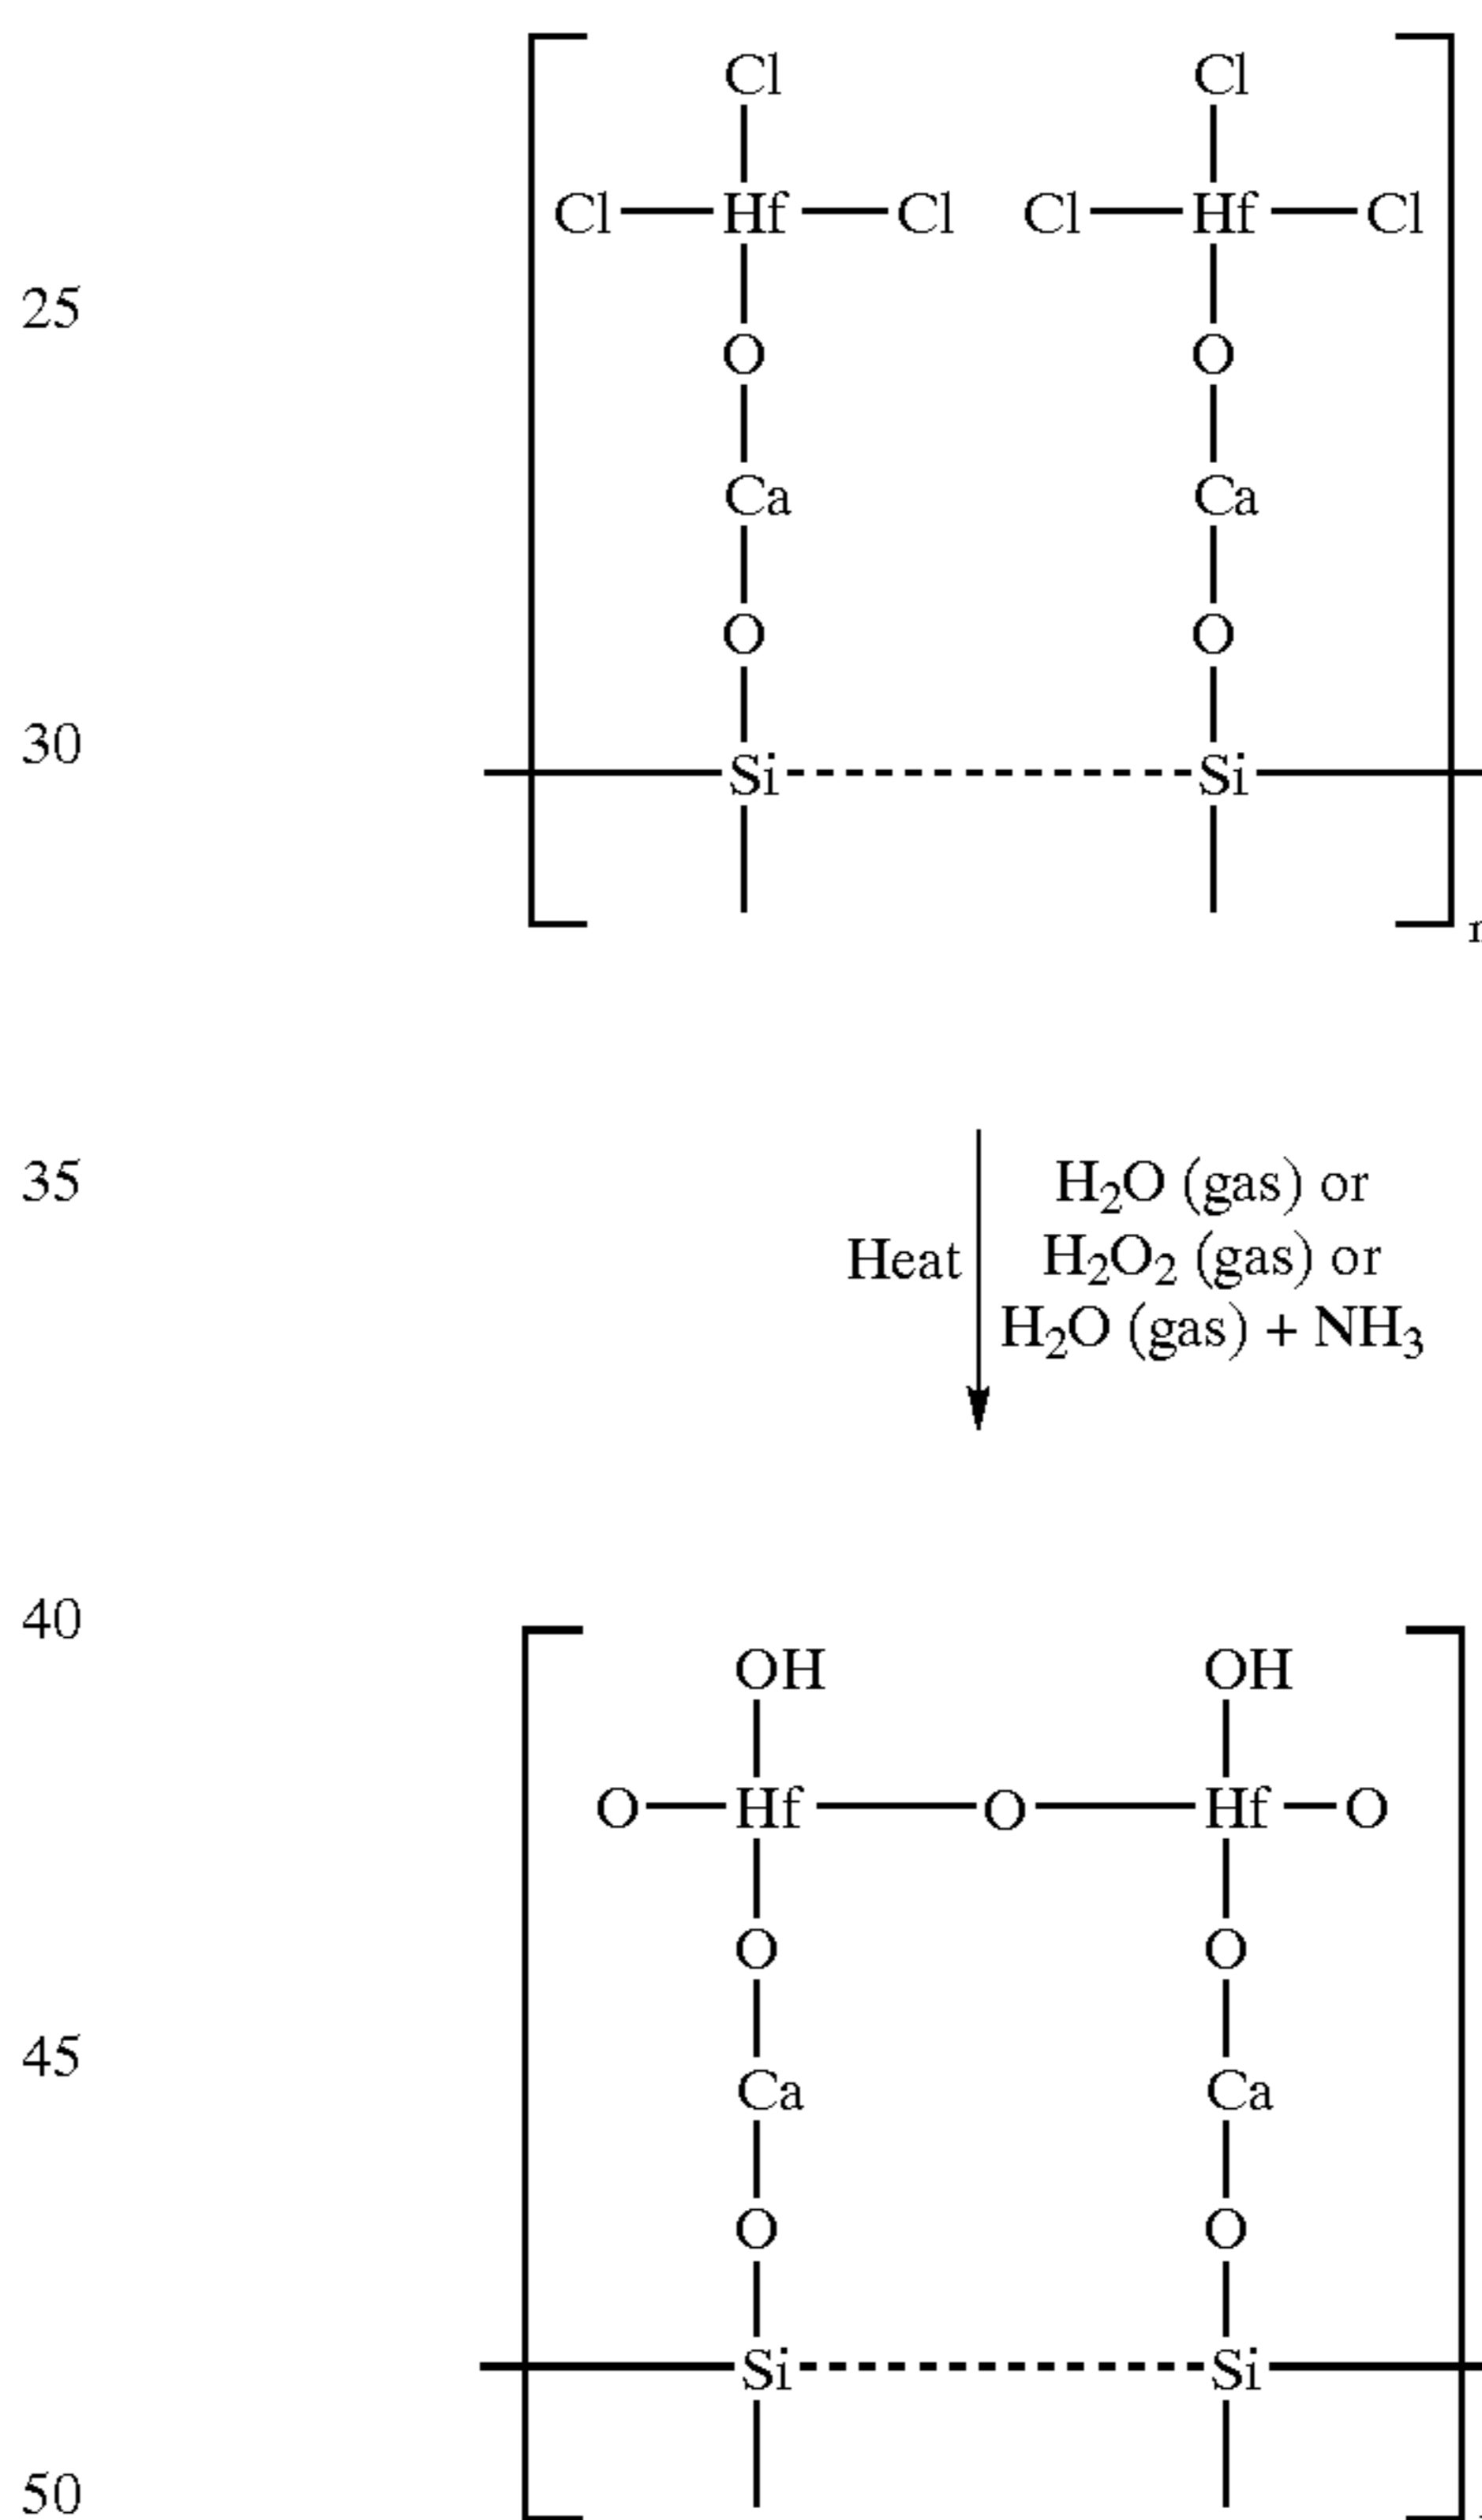 Cl Cl
Cl Hf Cl Cl Hf Cl
25
O O
Ca Ca
O O
30
Si Si
35
H₂O (gas) or
Heat H₂O₂ (gas) or
H₂O (gas) + NH₃
40
OH OH
O Hf O Hf O
O O
45
Ca Ca
O O
Si Si
50